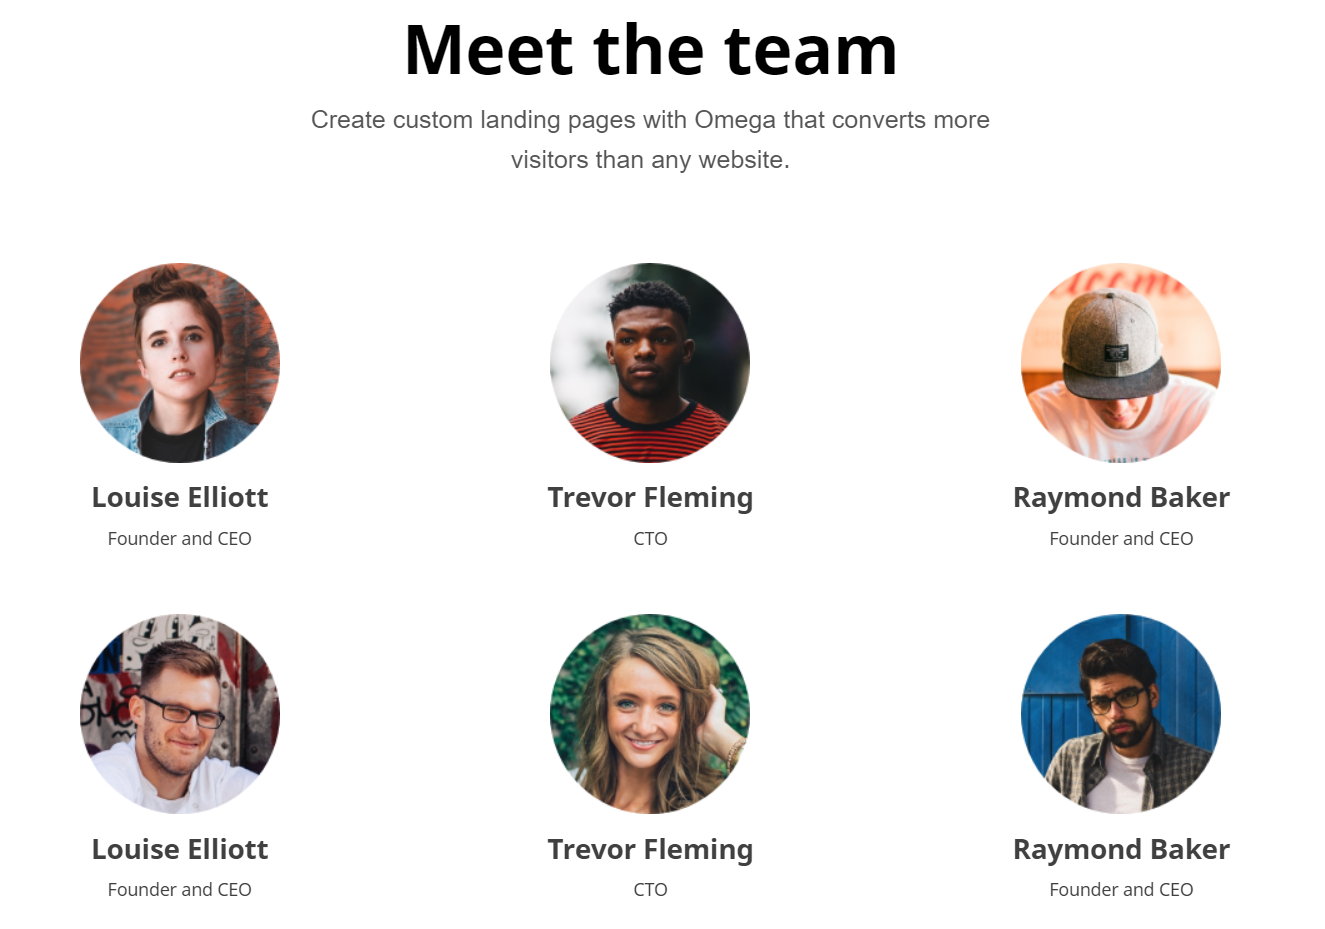 Meet the team
Create custom landing pages with Omega that converts more
visitors than any website.
Louise Elliott
Trevor Fleming
Raymond Baker
Founder and CEO
CTO
Founder and CEO
Louise Elliott
Trevor Fleming
Raymond Baker
Founder and CEO
CTO
Founder and CEO